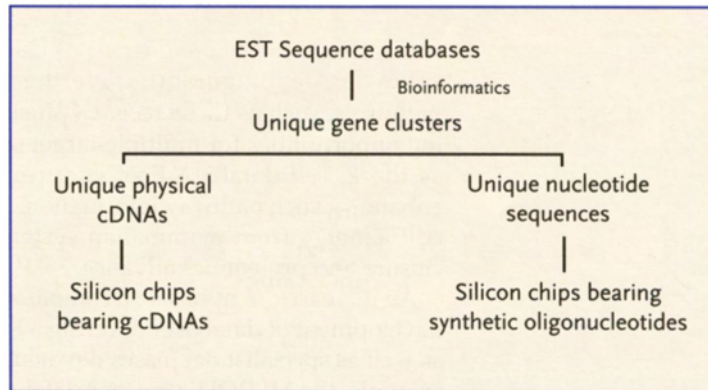 EST Sequence databases
Bioinformatics
Unique gene clusters
Unique physical
cDNAs
Unique nucleotide
sequences
Silicon chips
bearing cDNAs
Silicon chips bearing
synthetic oligonucleotides